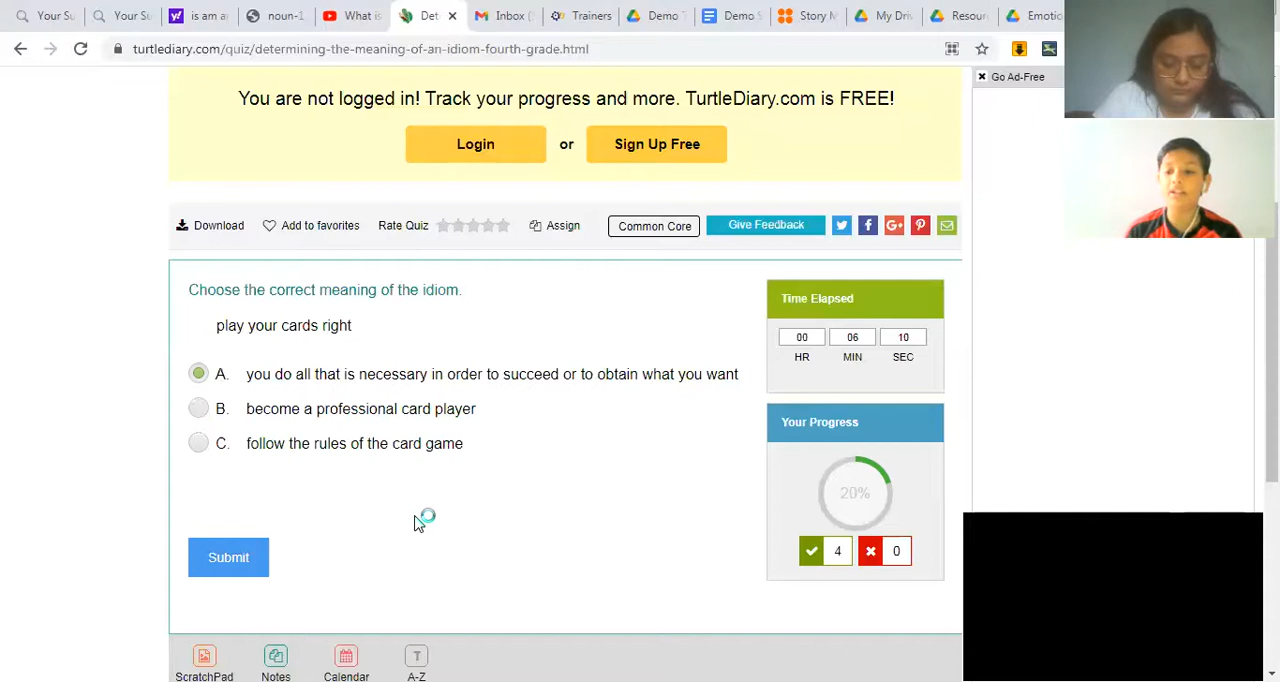 Your Su
Your Su
is am ar
noun-1
What is
Det
Inbox (
Trainers
Demo T
Demo S
Story M
My Driv
Resour
Emotio
turtlediary.com/quiz/determining-the-meaning-of-an-idiom-fourth-grade.html
Go Ad-Free
You are not logged in! Track your progress and more. TurtleDiary.com is FREE!
Login or Sign Up Free
Download Add to favorites Rate Quiz Assign Common Core Give Feedback
Choose the correct meaning of the idiom.
play your cards right
A. you do all that is necessary in order to succeed or to obtain what you want
B. become a professional card player
C. follow the rules of the card game
Submit
Time Elapsed
00 06 10
HR MIN SEC
Your Progress
20%
4 0
ScratchPad Notes Calendar A-Z